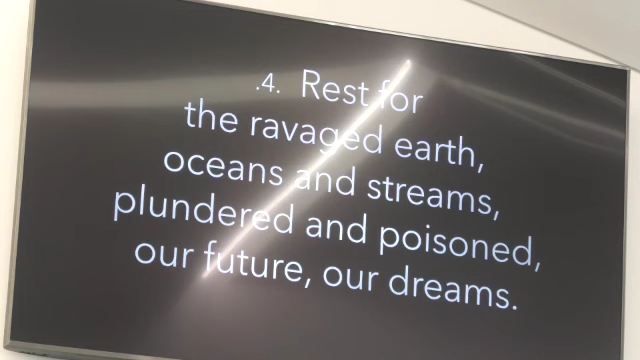 .4. Rest for
the ravaged earth,
oceans and streams,
plundered and poisoned,
our future, our dreams.